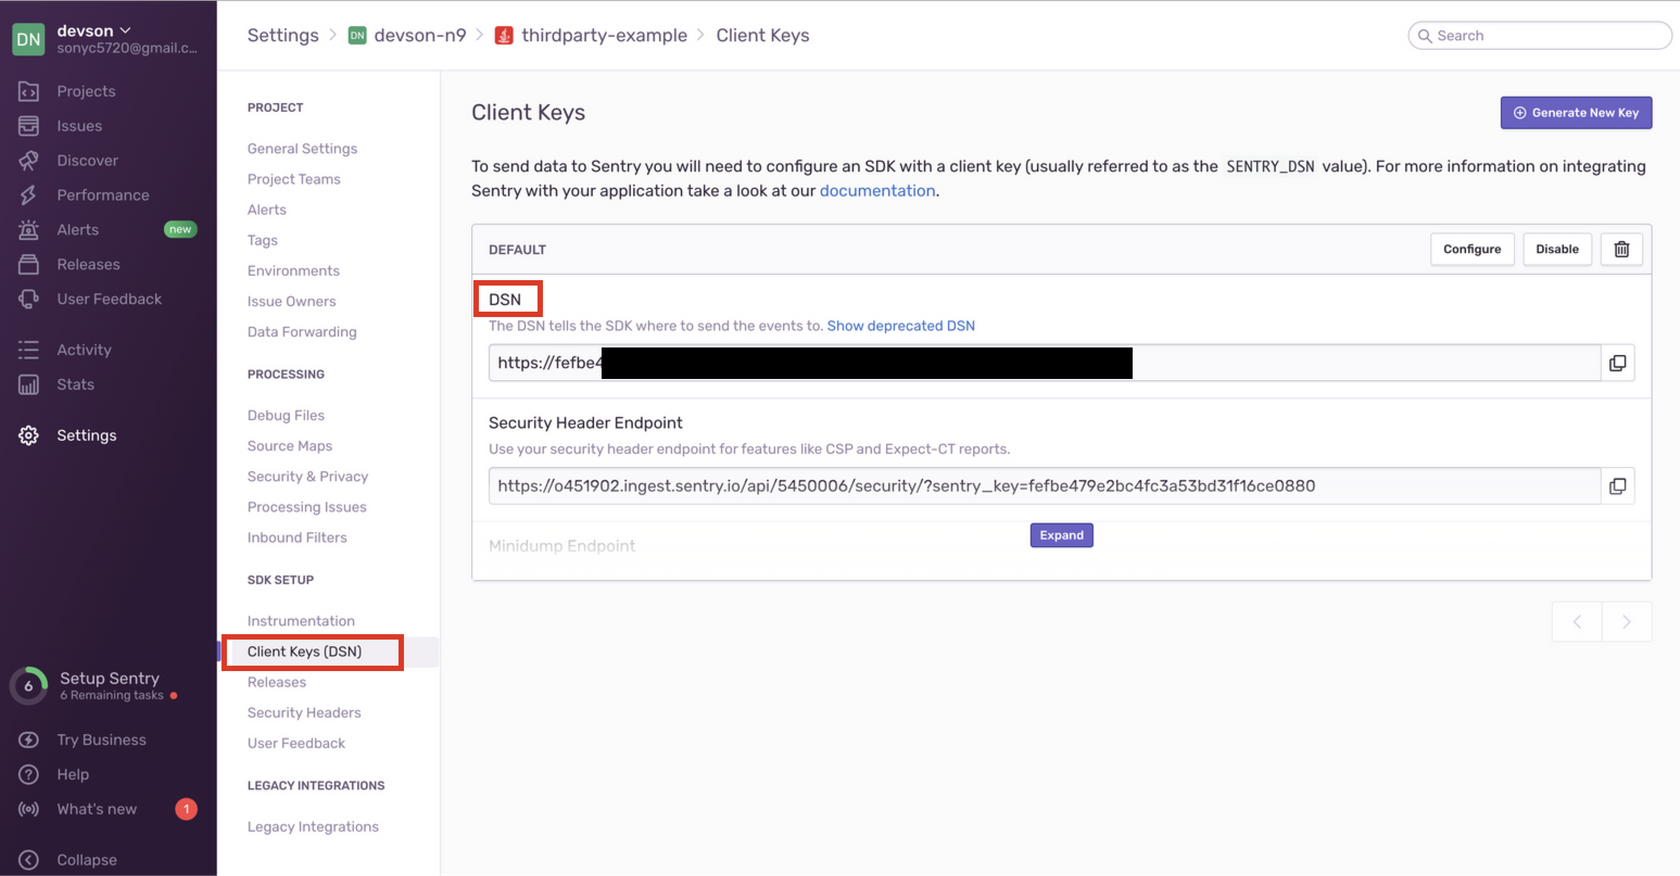 DN
devson
sonyc5720@gmail.c...
Projects
Issues
Discover
Performance
Alerts
new
Releases
User Feedback
Activity
Stats
Settings
6
Setup Sentry
6 Remaining tasks
Try Business
Help
What's new
1
Collapse
Settings > DN devson-n9 > thirdparty-example > Client Keys
Search
PROJECT
General Settings
Project Teams
Alerts
Tags
Environments
Issue Owners
Data Forwarding
PROCESSING
Debug Files
Source Maps
Security & Privacy
Processing Issues
Inbound Filters
SDK SETUP
Instrumentation
Client Keys (DSN)
Releases
Security Headers
User Feedback
LEGACY INTEGRATIONS
Legacy Integrations
Client Keys
Generate New Key
To send data to Sentry you will need to configure an SDK with a client key (usually referred to as the SENTRY_DSN value). For more information on integrating
Sentry with your application take a look at our documentation.
DEFAULT
Configure
Disable
DSN
The DSN tells the SDK where to send the events to. Show deprecated DSN
https://fefbe4
Security Header Endpoint
Use your security header endpoint for features like CSP and Expect-CT reports.
https://o451902.ingest.sentry.io/api/5450006/security/?sentry_key=fefbe479e2bc4fc3a53bd31f16ce0880
Expand
Minidump Endpoint